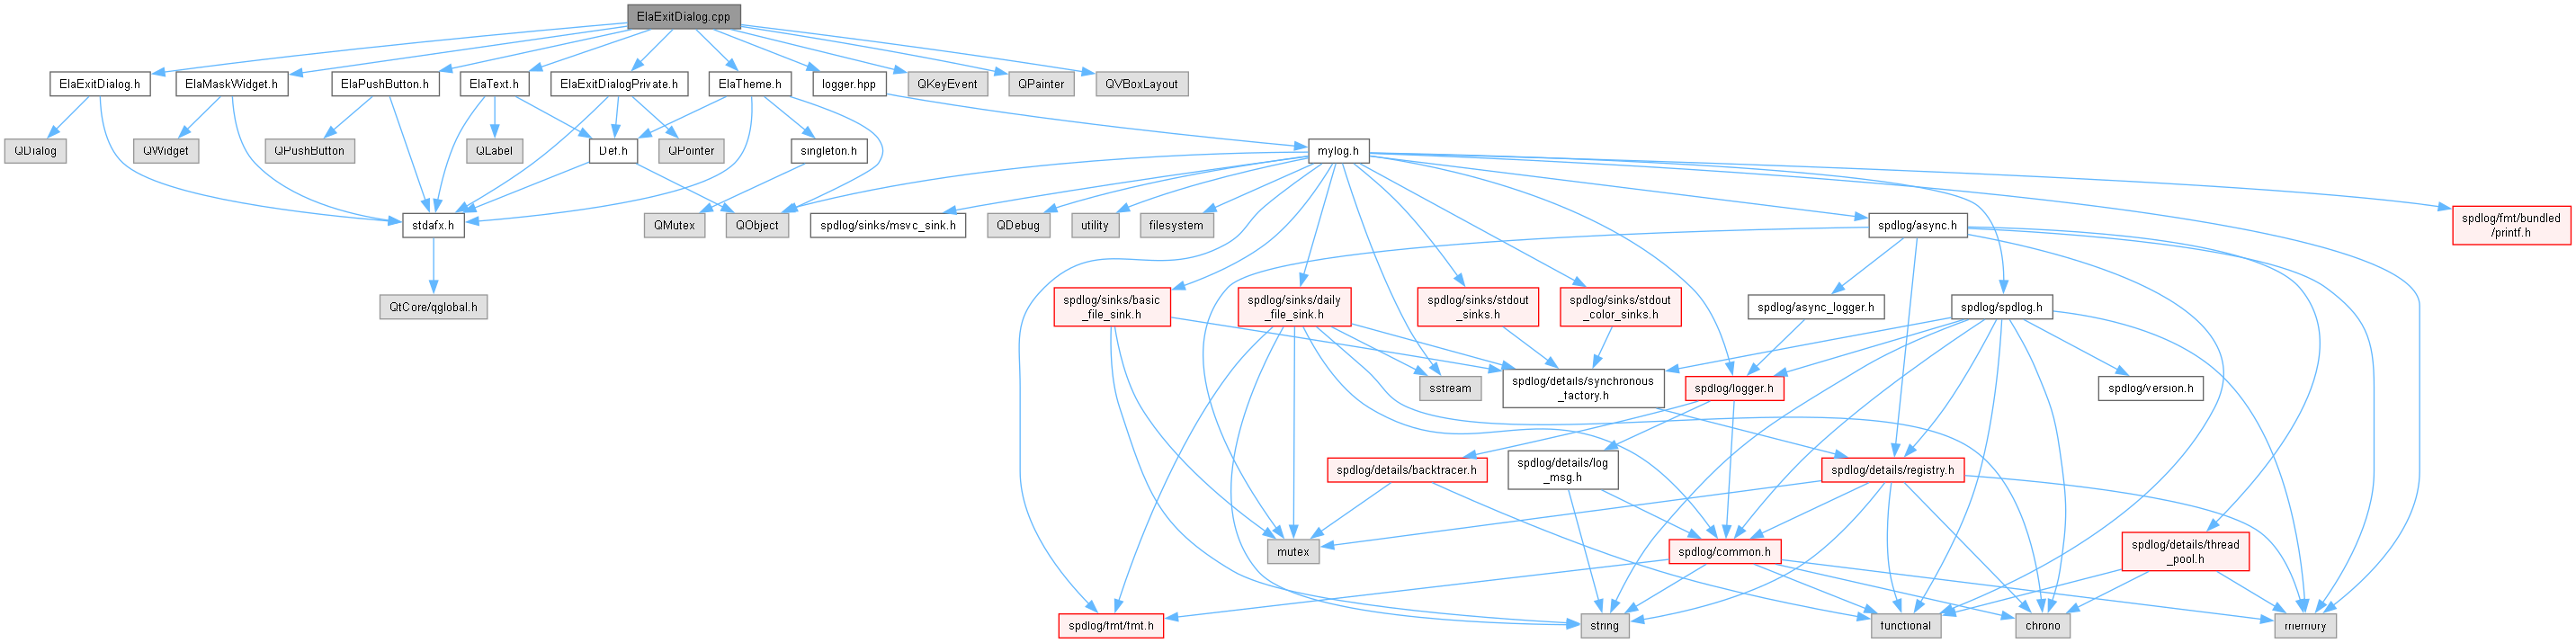 ElaExitDialog.cpp
ElaExitDialog.h
ElaMaskWidget.h
ElaPushButton.h
ElaText.h
ElaExitDialogPrivate.h
ElaTheme.h
logger.hpp
QKeyEvent
QPainter
QVBoxLayout
QDialog
QWidget
QPushButton
QLabel
Def.h
QPointer
singleton.h
mylog.h
stdafx.h
QMutex
QObject
spdlog/sinks/msvc_sink.h
QDebug
utility
filesystem
spdlog/async.h
spdlog/fmt/bundled
/printf.h
QtCore/qglobal.h
spdlog/sinks/basic
_file_sink.h
spdlog/sinks/daily
_file_sink.h
spdlog/sinks/stdout
_sinks.h
spdlog/sinks/stdout
_color_sinks.h
spdlog/async_logger.h
spdlog/spdlog.h
spdlog/details/synchronous
_factory.h
sstream
spdlog/logger.h
spdlog/version.h
spdlog/details/backtracer.h
spdlog/details/log
_msg.h
spdlog/details/registry.h
mutex
spdlog/common.h
spdlog/details/thread
_pool.h
spdlog/fmt/fmt.h
string
functional
chrono
memory